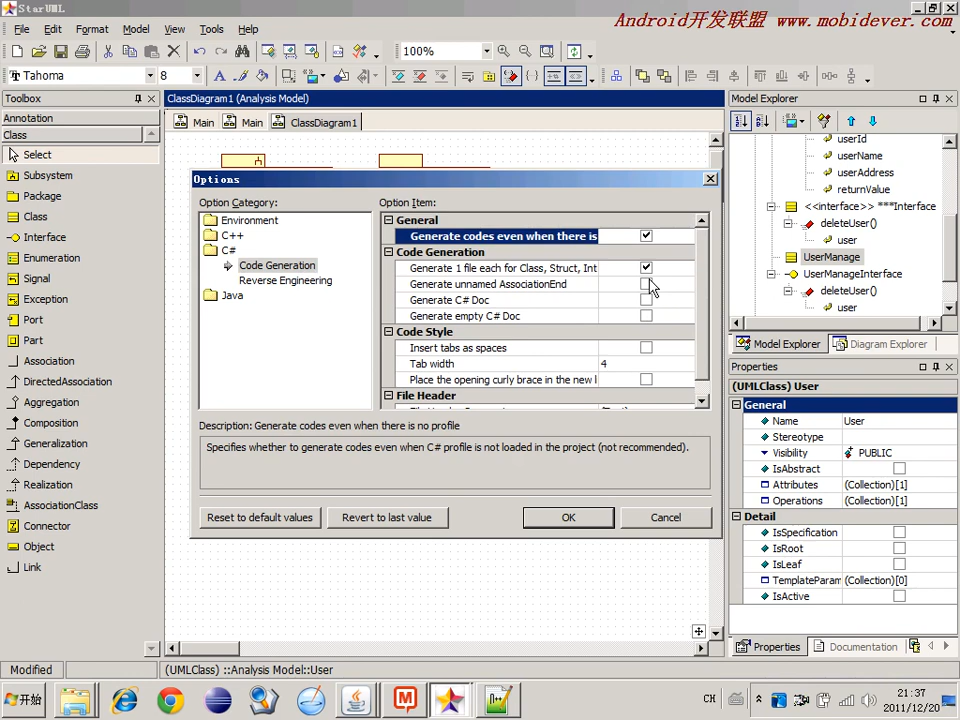 StarUML
Android开发联盟 www.mobidever.com
File Edit Format Model View Tools Help
100%
Tahoma 8
Toolbox
ClassDiagram1 (Analysis Model)
Model Explorer
Annotation
Class
Main Main ClassDiagram1
Select
Subsystem
Package
Class
Interface
Enumeration
Signal
Exception
Port
Part
Association
DirectedAssociation
Aggregation
Composition
Generalization
Dependency
Realization
AssociationClass
Connector
Object
Link
Options
Option Category:
Environment
C++
C#
Code Generation
Reverse Engineering
Java
Option Item:
General
Generate codes even when there is
Code Generation
Generate 1 file each for Class, Struct, Int
Generate unnamed AssociationEnd
Generate C# Doc
Generate empty C# Doc
Code Style
Insert tabs as spaces
Tab width 4
Place the opening curly brace in the new l
File Header
Description: Generate codes even when there is no profile
Specifies whether to generate codes even when C# profile is not loaded in the project (not recommended).
Reset to default values Revert to last value OK Cancel
userId
userName
userAddress
returnValue
<<interface>> ***Interface
deleteUser()
user
UserManage
UserManageInterface
deleteUser()
user
Model Explorer Diagram Explorer
Properties
(UMLClass) User
General
Name User
Stereotype
Visibility PUBLIC
IsAbstract
Attributes (Collection)[1]
Operations (Collection)[1]
Detail
IsSpecification
IsRoot
IsLeaf
TemplateParam (Collection)[0]
IsActive
Properties Documentation
Modified (UMLClass) ::Analysis Model::User
开始
CH
21:37
2011/12/20